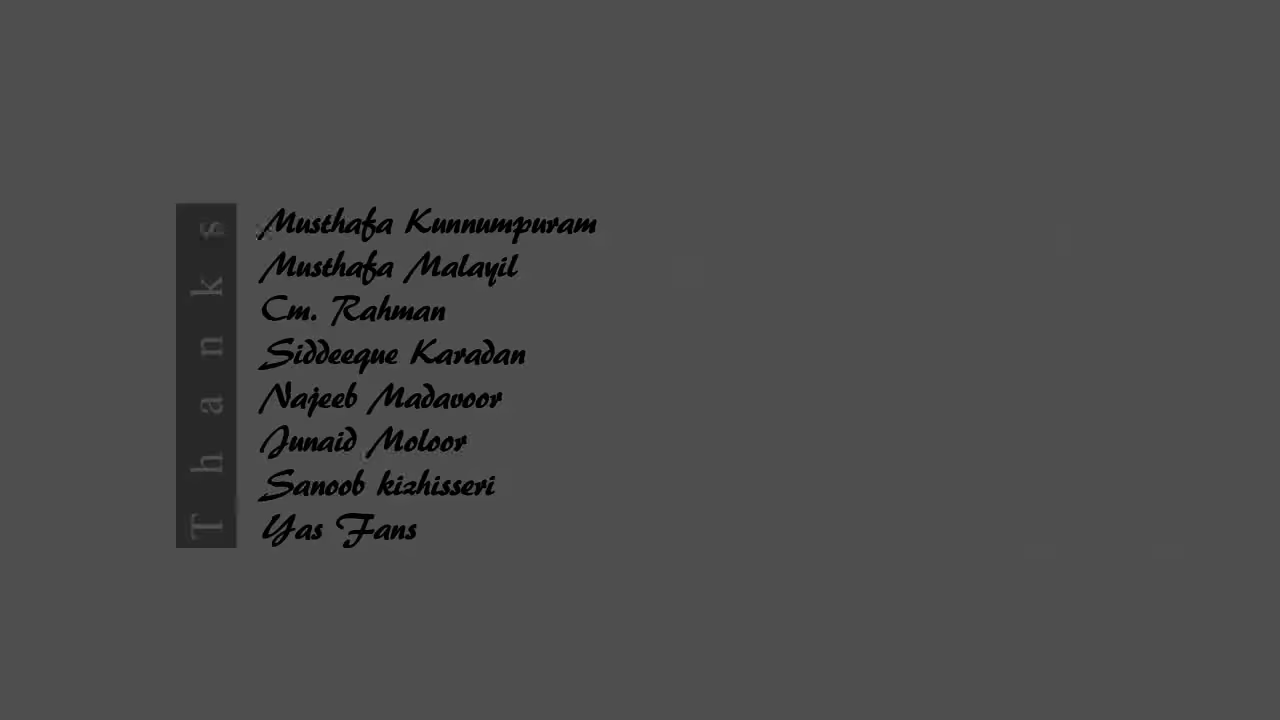 Thanks
Musthafa Kunnumpuram
Musthafa Malayil
Cm. Rahman
Siddeeque Karadan
Najeeb Madavoor
Junaid Moloor
Sanoob kizhisseri
Yas Fans